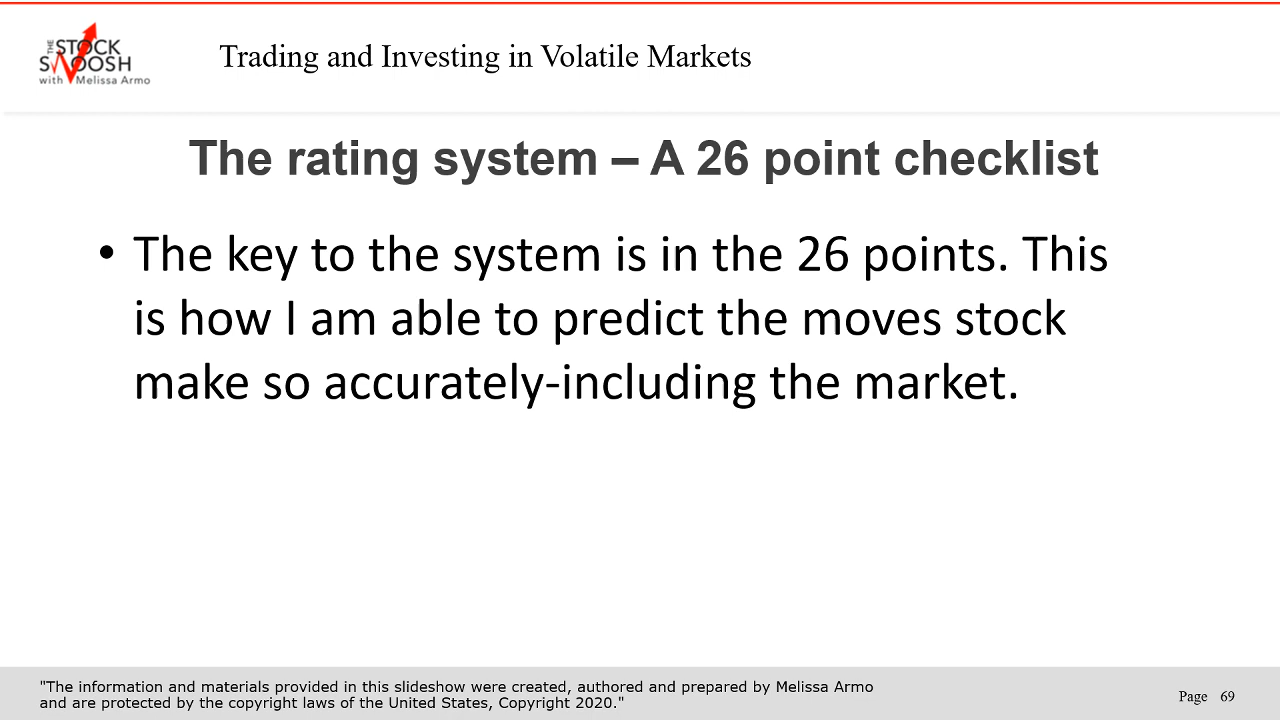 THE STOCK
SWOOSH
with Melissa Armo
Trading and Investing in Volatile Markets
The rating system – A 26 point checklist
• The key to the system is in the 26 points. This
is how I am able to predict the moves stock
make so accurately-including the market.
"The information and materials provided in this slideshow were created, authored and prepared by Melissa Armo
and are protected by the copyright laws of the United States, Copyright 2020."
Page 69